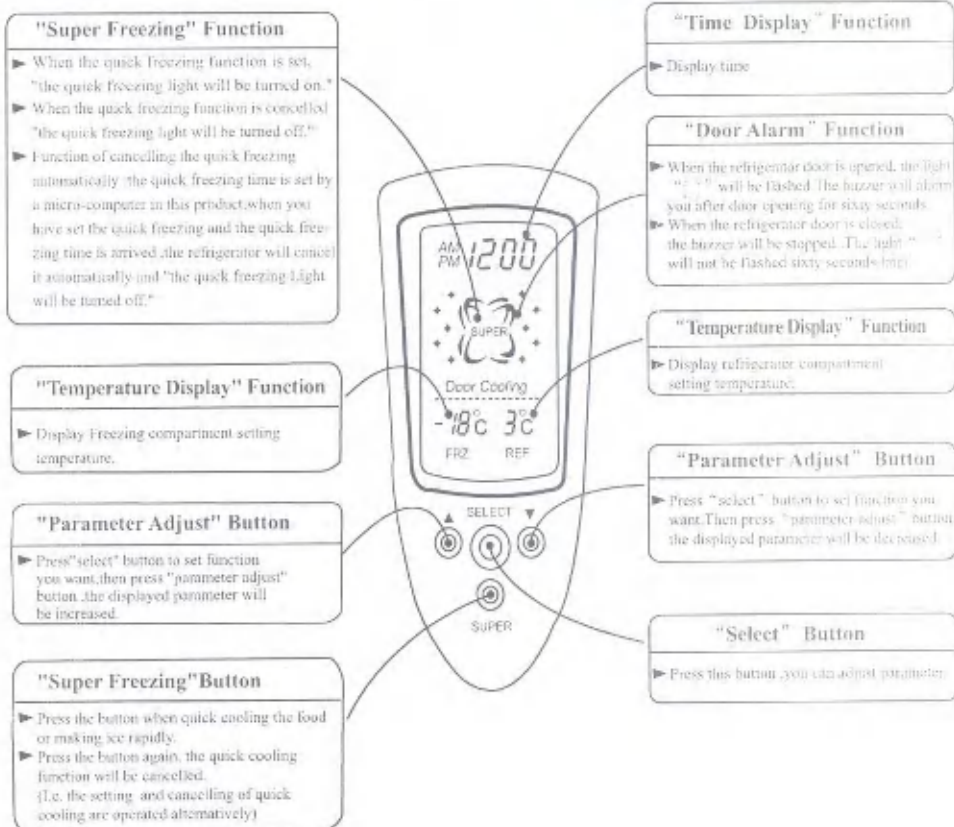 "Super Freezing" Function
► When the quick freezing function is set,
"the quick freezing light will be turned on."
► When the quick freezing function is cancelled
"the quick freezing light will be turned off."
► Function of cancelling the quick freezing
automatically :the quick freezing time is set by
a micro-computer in this product,when you
have set the quick freezing and the quick free-
zing time is arrived ,the refrigerator will cancel
it automatically and "the quick freezing Light
will be turned off."
"Temperature Display" Function
► Display Freezing compartment setting
temperature.
"Parameter Adjust" Button
► Press"select" button to set function
you want,then press "parameter adjust"
button ,the displayed parameter will
be increased.
"Super Freezing"Button
► Press the button when quick cooling the food
or making ice rapidly.
► Press the button again, the quick cooling
function will be cancelled.
(I.e. the setting and cancelling of quick
cooling are operated alternatively)
AM
PM 1200
SUPER
Door Cooling
-18°C 3°C
FRZ REF
▲ SELECT ▼
SUPER
"Time Display" Function
► Display time
"Door Alarm" Function
► When the refrigerator door is opened, the light
" " will be flashed The buzzer will alarm
you after door opening for sixty seconds.
► When the refrigerator door is closed,
the buzzer will be stopped .The light "
will not be flashed sixty seconds
"Temperature Display" Function
► Display refrigerator compartment
setting temperature.
"Parameter Adjust" Button
► Press "select" button to set function you
want.Then press "parameter adjust" button
the displayed parameter will be decreased.
"Select" Button
► Press this button ,you can adjust parameter